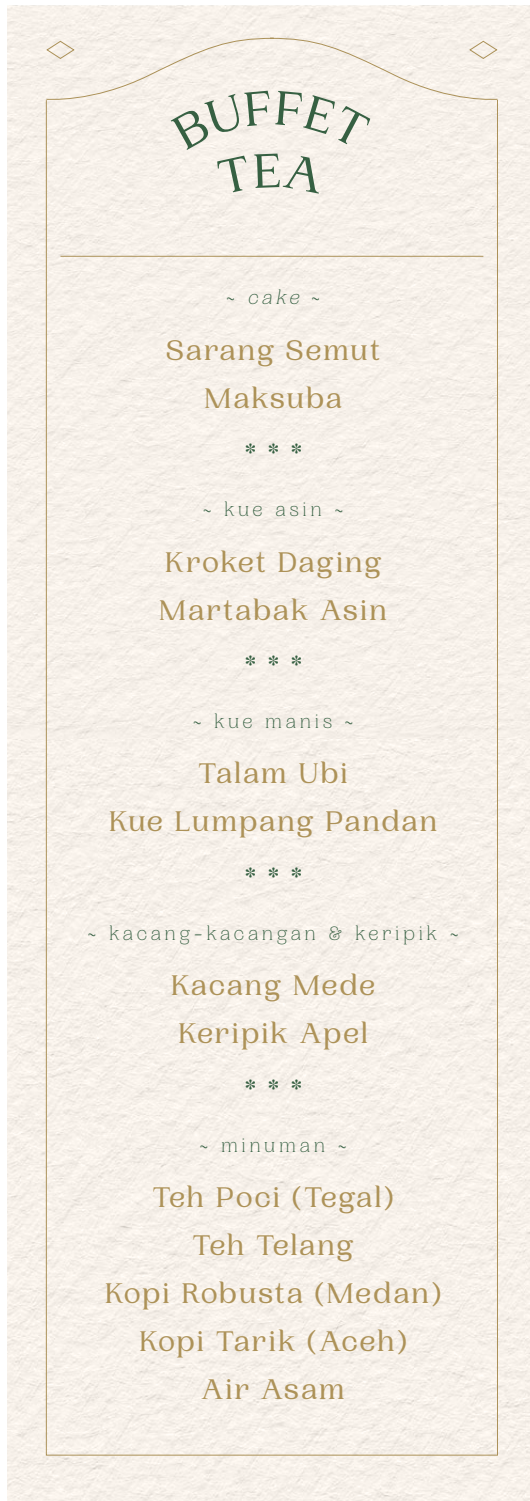 BUFFET
TEA
~ cake ~
Sarang Semut
Maksuba
* * *
~ kue asin ~
Kroket Daging
Martabak Asin
* * *
~ kue manis ~
Talam Ubi
Kue Lumpang Pandan
* * *
~ kacang-kacangan & keripik ~
Kacang Mede
Keripik Apel
* * *
~ minuman ~
Teh Poci (Tegal)
Teh Telang
Kopi Robusta (Medan)
Kopi Tarik (Aceh)
Air Asam